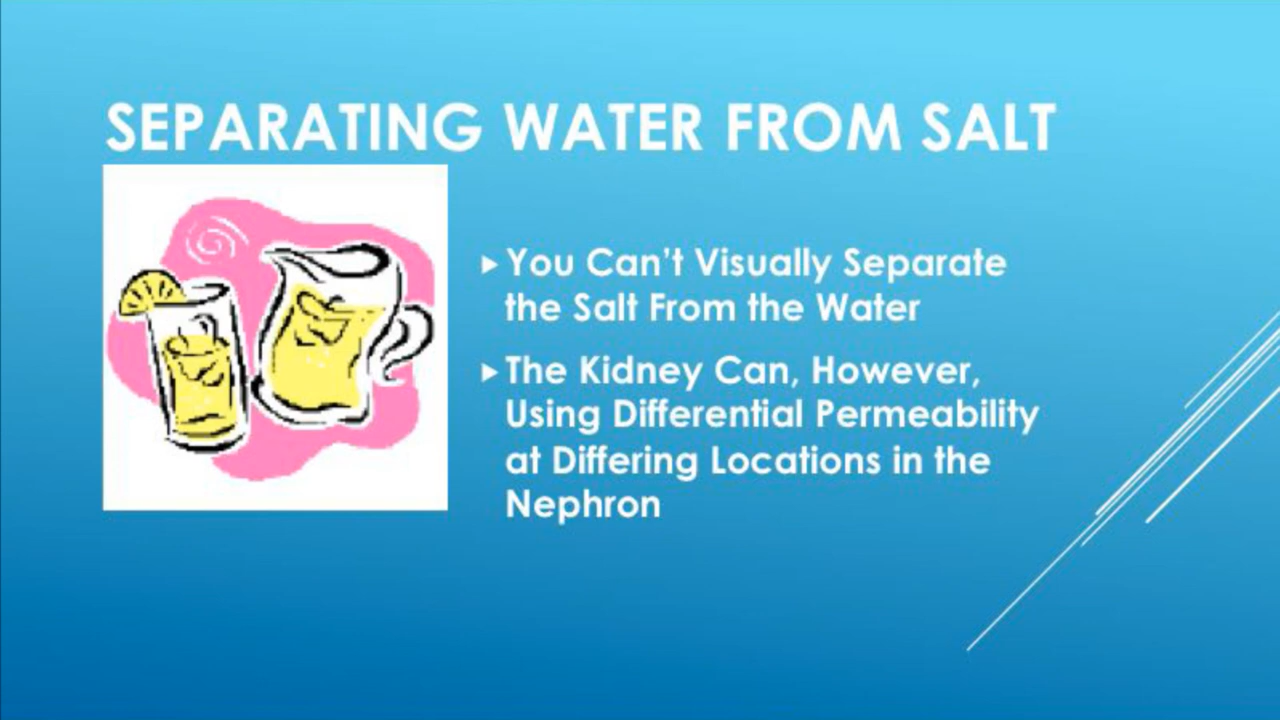 SEPARATING WATER FROM SALT
You Can't Visually Separate
the Salt From the Water
The Kidney Can, However,
Using Differential Permeability
at Differing Locations in the
Nephron